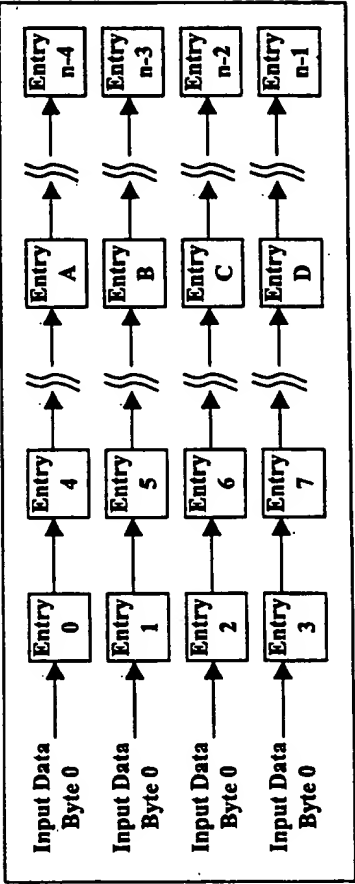 Input Data
Byte 0
Entry
0
Entry
4
Entry
A
Entry
n-4
Input Data
Byte 0
Entry
1
Entry
5
Entry
B
Entry
n-3
Input Data
Byte 0
Entry
2
Entry
6
Entry
C
Entry
n-2
Input Data
Byte 0
Entry
3
Entry
7
Entry
D
Entry
n-1